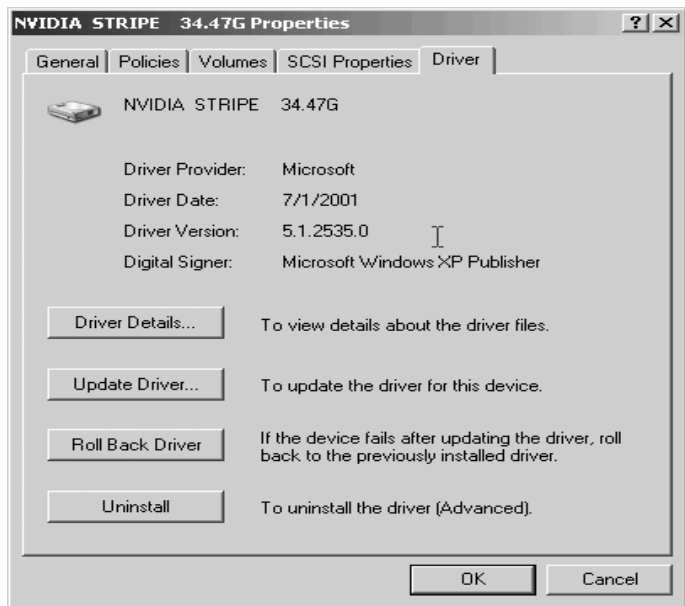 NVIDIA STRIPE 34.47G Properties
? X
General Policies Volumes SCSI Properties Driver
NVIDIA STRIPE 34.47G
Driver Provider: Microsoft
Driver Date: 7/1/2001
Driver Version: 5.1.2535.0
Digital Signer: Microsoft Windows XP Publisher
Driver Details... To view details about the driver files.
Update Driver... To update the driver for this device.
Roll Back Driver If the device fails after updating the driver, roll
back to the previously installed driver.
Uninstall To uninstall the driver (Advanced).
OK Cancel